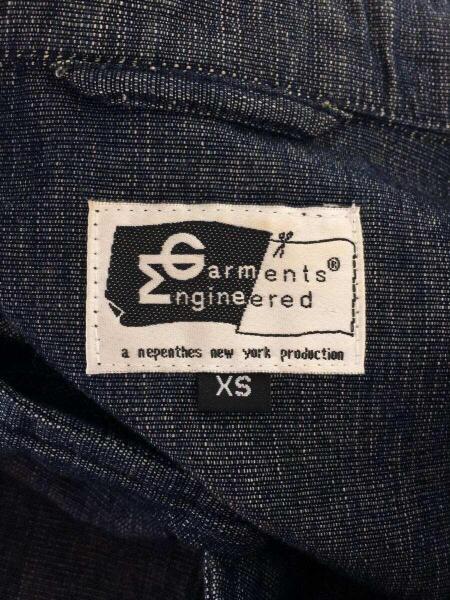 Garments®
Engineered
a nepenthes new york production
XS